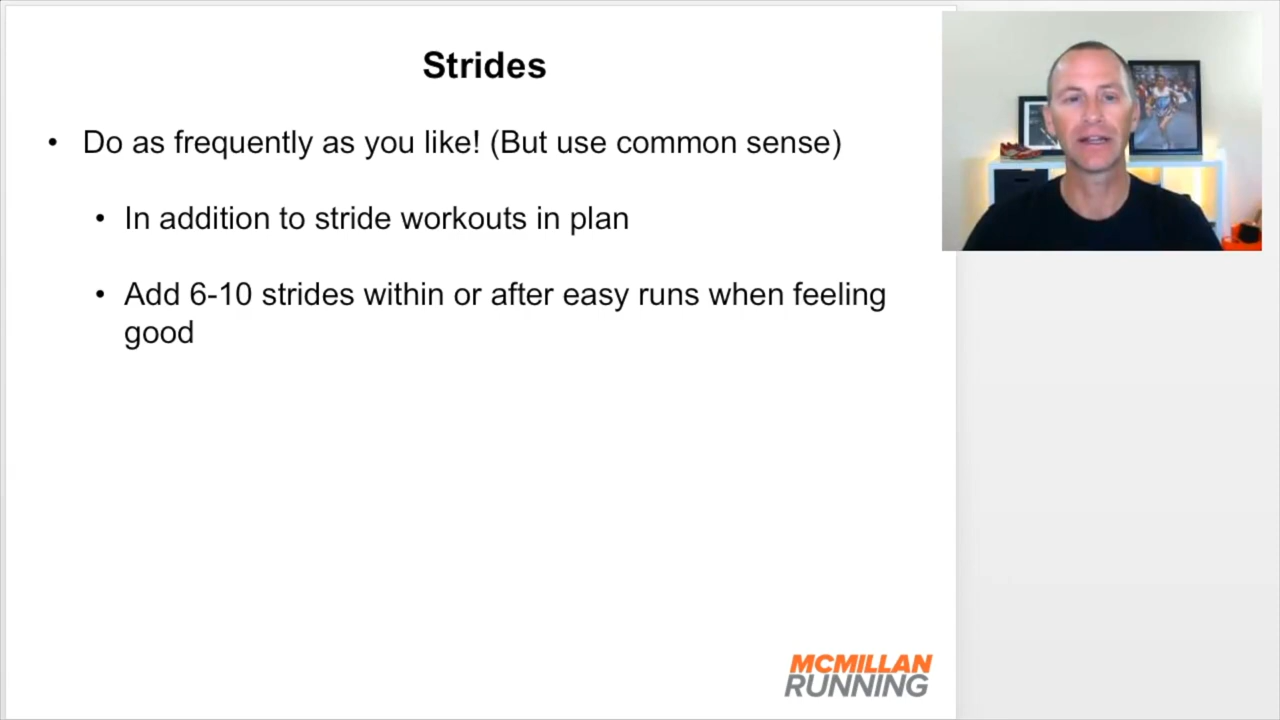 Strides
• Do as frequently as you like! (But use common sense)
• In addition to stride workouts in plan
• Add 6-10 strides within or after easy runs when feeling
good
MCMILLAN
RUNNING